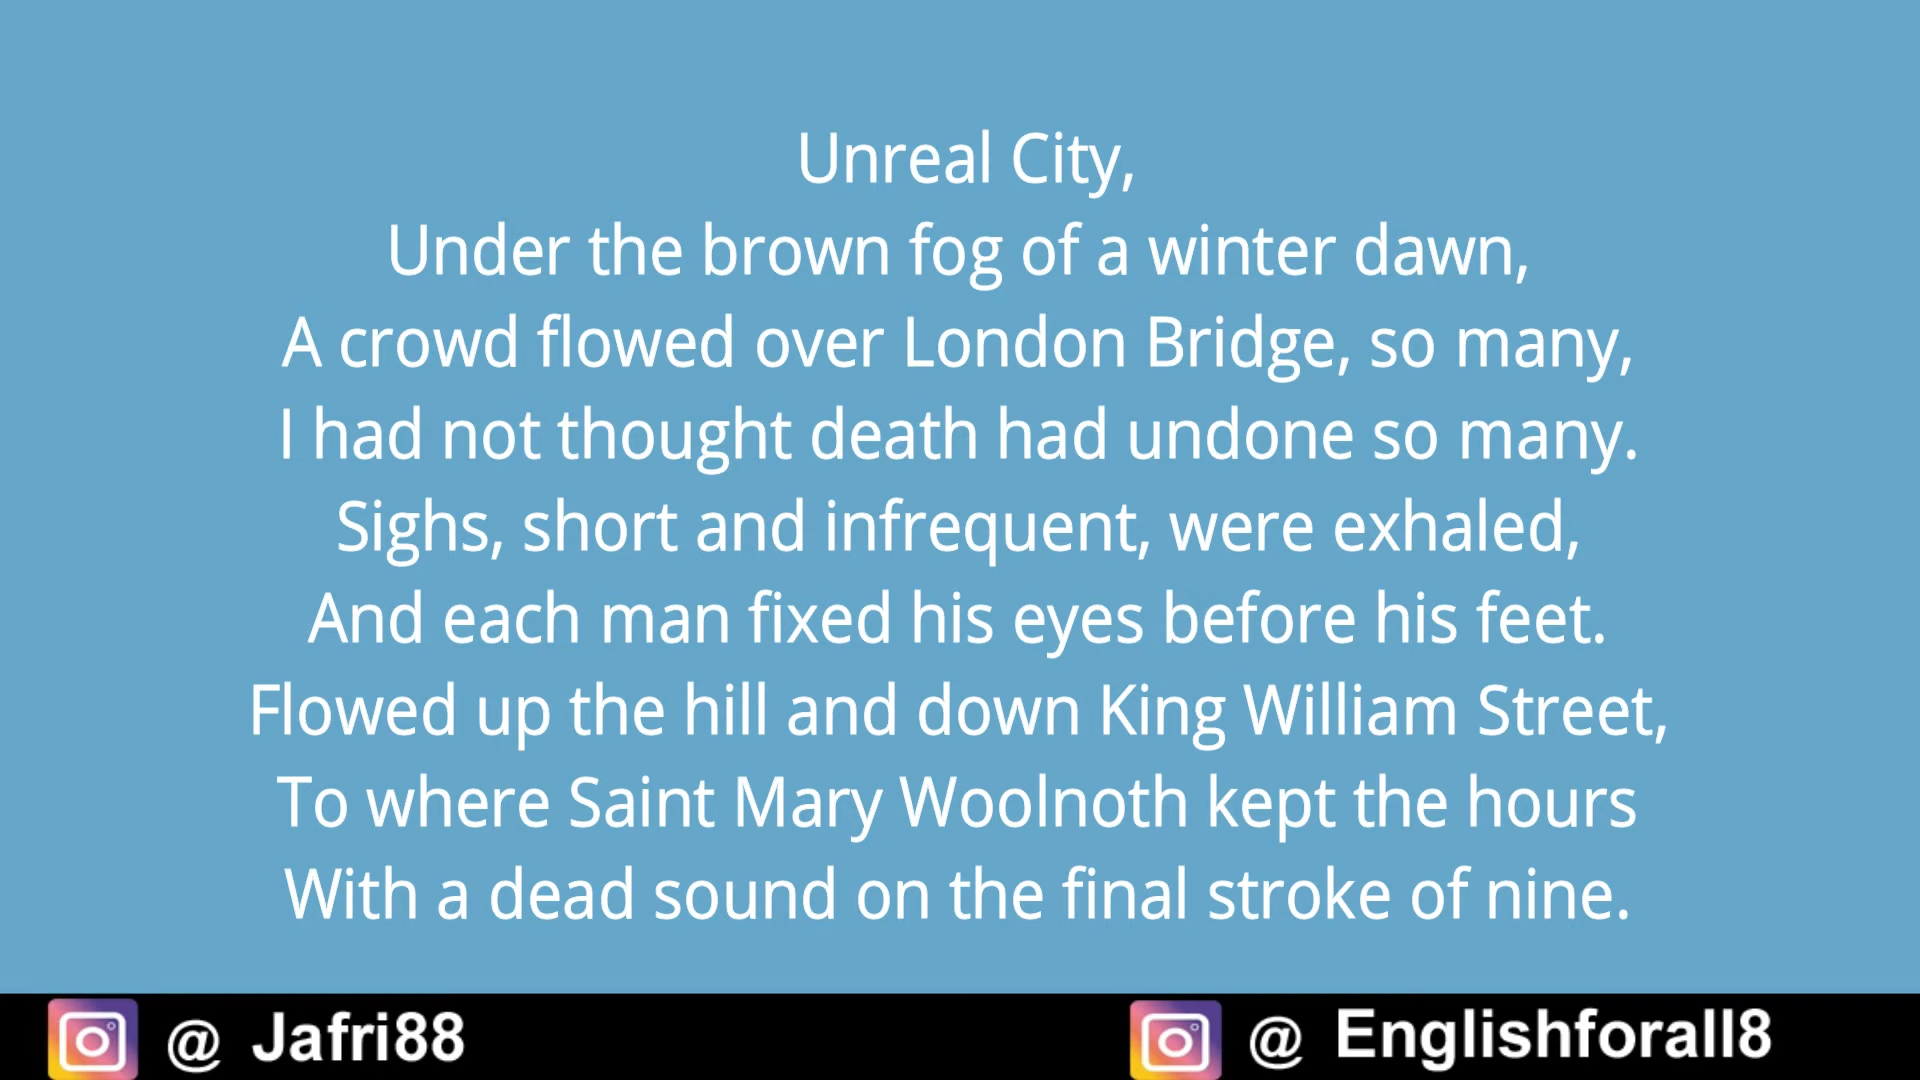 Unreal City,
Under the brown fog of a winter dawn,
A crowd flowed over London Bridge, so many,
I had not thought death had undone so many.
Sighs, short and infrequent, were exhaled,
And each man fixed his eyes before his feet.
Flowed up the hill and down King William Street,
To where Saint Mary Woolnoth kept the hours
With a dead sound on the final stroke of nine.
@ Jafri88
@ Englishforall8